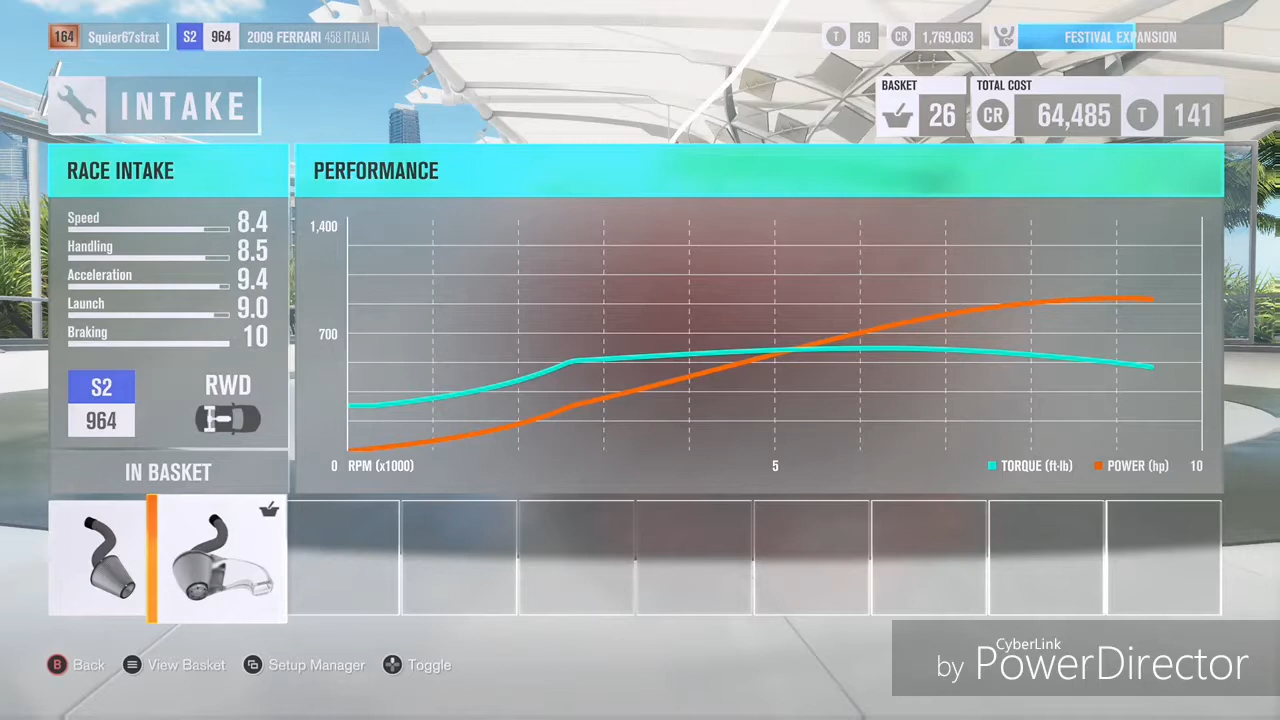 164 Squier67strat S2 964 2009 FERRARI 458 ITALIA T 85 CR 1,769,063 FESTIVAL EXPANSION
INTAKE
BASKET
26
TOTAL COST
CR 64,485 T 141
RACE INTAKE
Speed 8.4
Handling 8.5
Acceleration 9.4
Launch 9.0
Braking 10
S2
964
RWD
IN BASKET
PERFORMANCE
1,400
700
0 RPM (x1000) 5 TORQUE (ft-lb) POWER (hp) 10
B Back View Basket Setup Manager Toggle
CyberLink
by PowerDirector